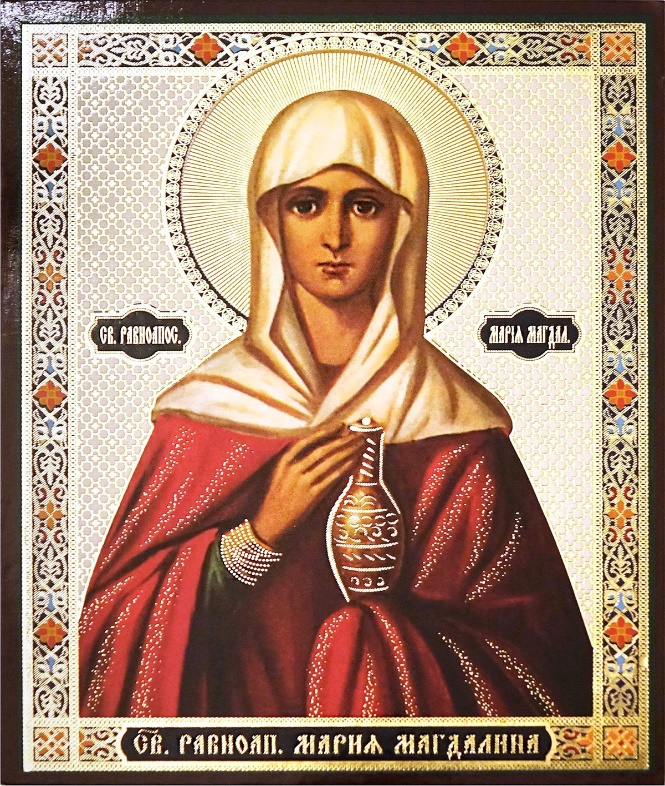 СВ. РАВНОАПОС.
МАРІЯ МАГДАЛ.
СВ. РАВНОАП. МАРИЯ МАГДАЛИНА